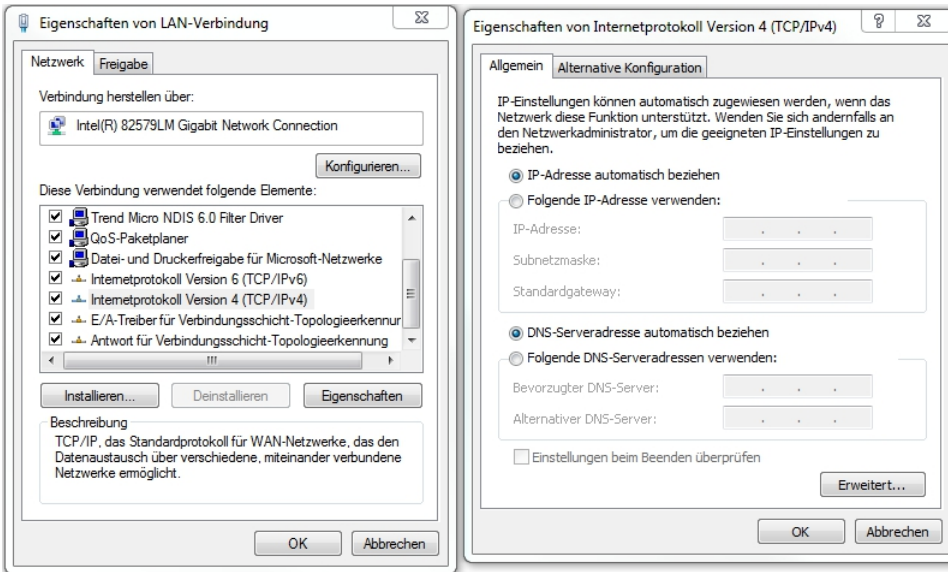 Eigenschaften von LAN-Verbindung
Netzwerk Freigabe
Verbindung herstellen über:
Intel(R) 82579LM Gigabit Network Connection
Konfigurieren...
Diese Verbindung verwendet folgende Elemente:
Trend Micro NDIS 6.0 Filter Driver
QoS-Paketplaner
Datei- und Druckerfreigabe für Microsoft-Netzwerke
Internetprotokoll Version 6 (TCP/IPv6)
Internetprotokoll Version 4 (TCP/IPv4)
E/A-Treiber für Verbindungsschicht-Topologieerkennur
Antwort für Verbindungsschicht-Topologieerkennung
Installieren... Deinstallieren Eigenschaften
Beschreibung
TCP/IP, das Standardprotokoll für WAN-Netzwerke, das den
Datenaustausch über verschiedene, miteinander verbundene
Netzwerke ermöglicht.
OK Abbrechen
Eigenschaften von Internetprotokoll Version 4 (TCP/IPv4)
Allgemein Alternative Konfiguration
IP-Einstellungen können automatisch zugewiesen werden, wenn das
Netzwerk diese Funktion unterstützt. Wenden Sie sich andernfalls an
den Netzwerkadministrator, um die geeigneten IP-Einstellungen zu
beziehen.
IP-Adresse automatisch beziehen
Folgende IP-Adresse verwenden:
IP-Adresse:
Subnetzmaske:
Standardgateway:
DNS-Serveradresse automatisch beziehen
Folgende DNS-Serveradressen verwenden:
Bevorzugter DNS-Server:
Alternativer DNS-Server:
Einstellungen beim Beenden überprüfen
Erweitert...
OK Abbrechen